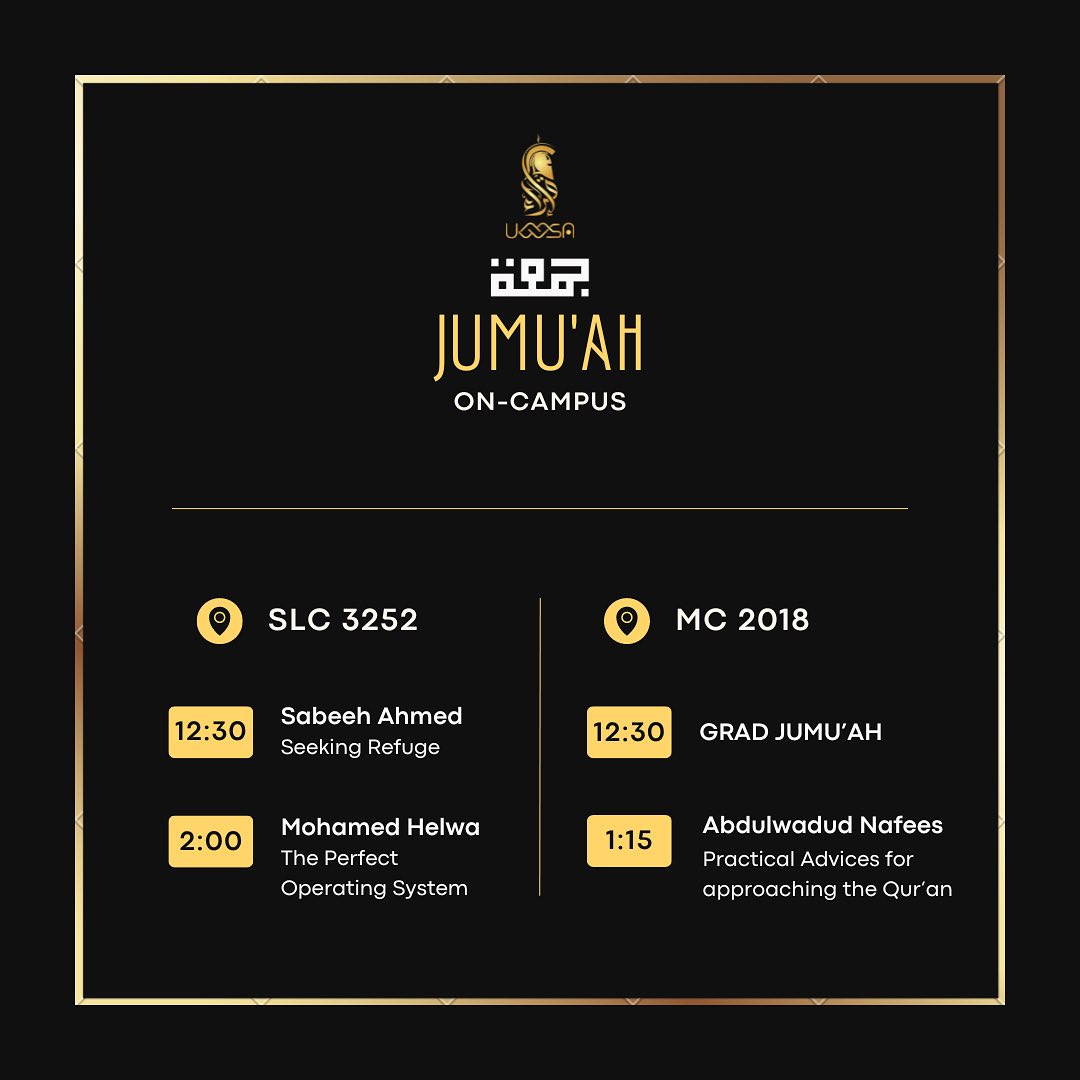 جمعة
JUMU'AH
ON-CAMPUS
SLC 3252
12:30
Sabeeh Ahmed
Seeking Refuge
2:00
Mohamed Helwa
The Perfect
Operating System
MC 2018
12:30
GRAD JUMU’AH
1:15
Abdulwadud Nafees
Practical Advices for
approaching the Qur’an